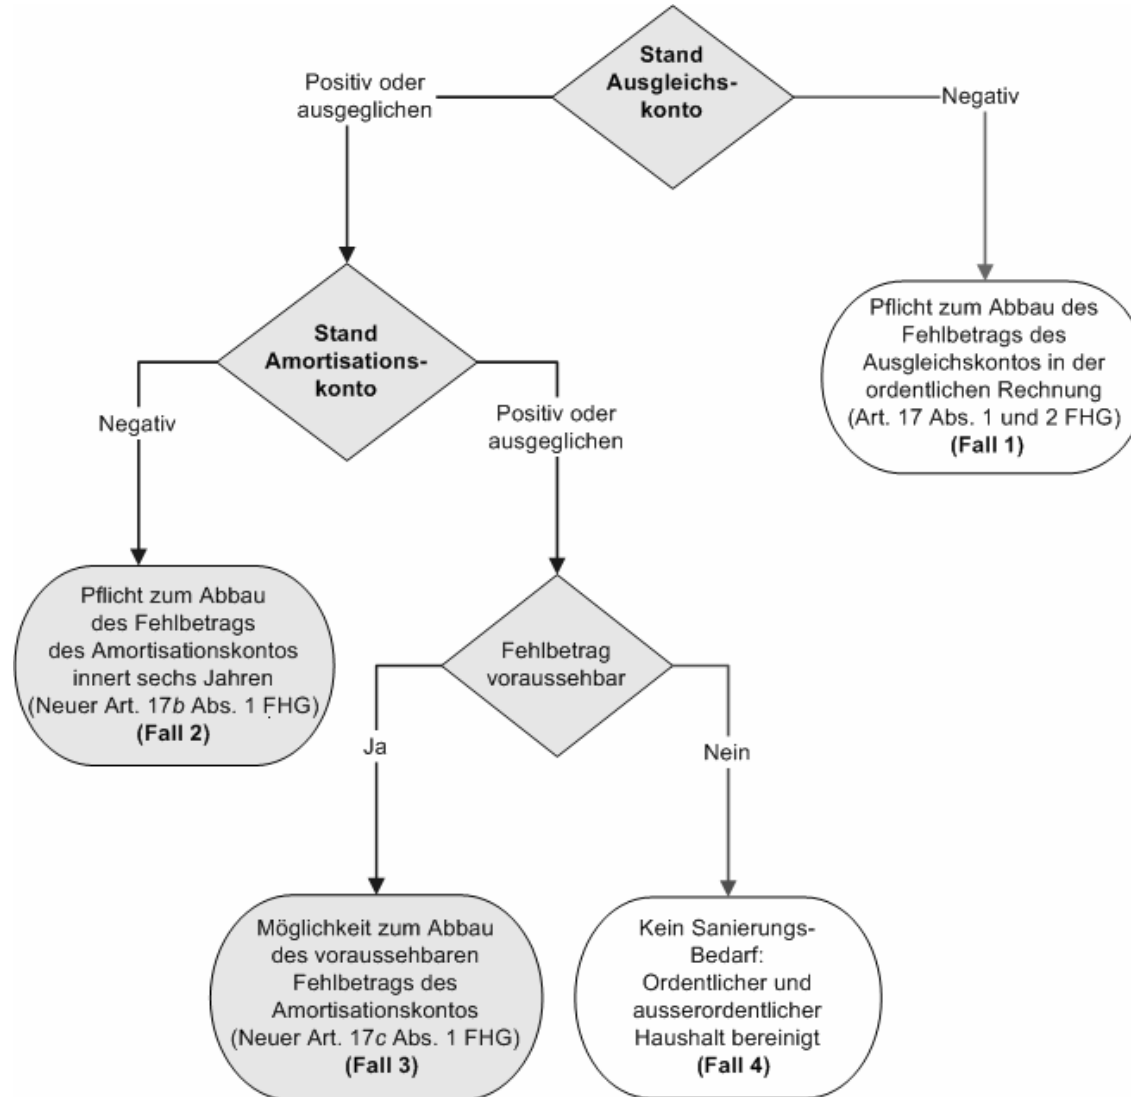 Stand
Ausgleichs-
konto
Positiv oder
ausgeglichen
Negativ
Pflicht zum Abbau des
Fehlbetrags des
Ausgleichskontos in der
ordentlichen Rechnung
(Art. 17 Abs. 1 und 2 FHG)
(Fall 1)
Stand
Amortisations-
konto
Negativ
Positiv oder
ausgeglichen
Pflicht zum Abbau
des Fehlbetrags
des Amortisationskontos
innert sechs Jahren
(Neuer Art. 17b Abs. 1 FHG)
(Fall 2)
Fehlbetrag
voraussehbar
Ja
Nein
Möglichkeit zum Abbau
des voraussehbaren
Fehlbetrags des
Amortisationskontos
(Neuer Art. 17c Abs. 1 FHG)
(Fall 3)
Kein Sanierungs-
Bedarf:
Ordentlicher und
ausserordentlicher
Haushalt bereinigt
(Fall 4)